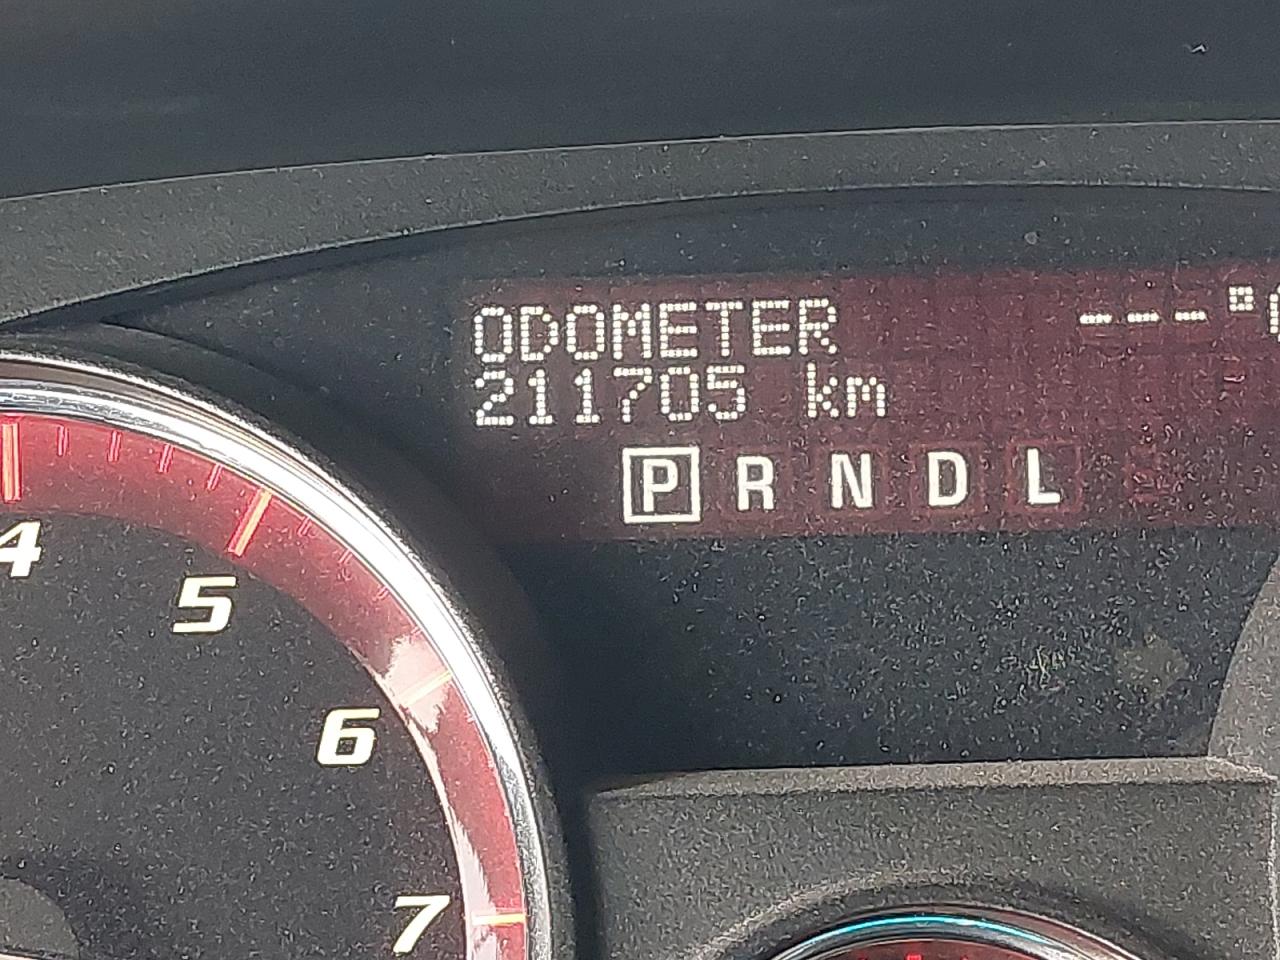 ODOMETER
---°C
211705 km
P R N D L
4
5
6
7